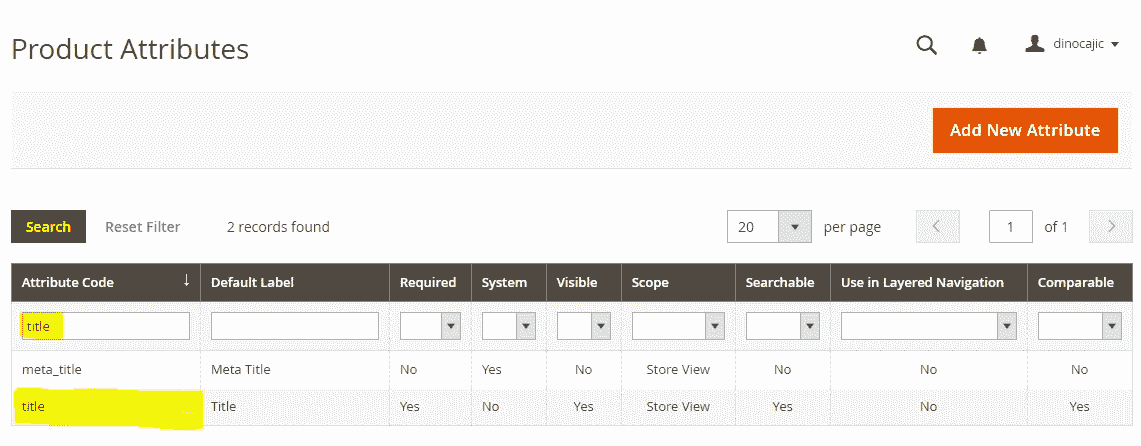 Product Attributes
dinocajic
Add New Attribute
Search Reset Filter 2 records found 20 per page 1 of 1
Attribute Code Default Label Required System Visible Scope Searchable Use in Layered Navigation Comparable
title
meta_title Meta Title No Yes No Store View No No No
title Title Yes No Yes Store View Yes No Yes